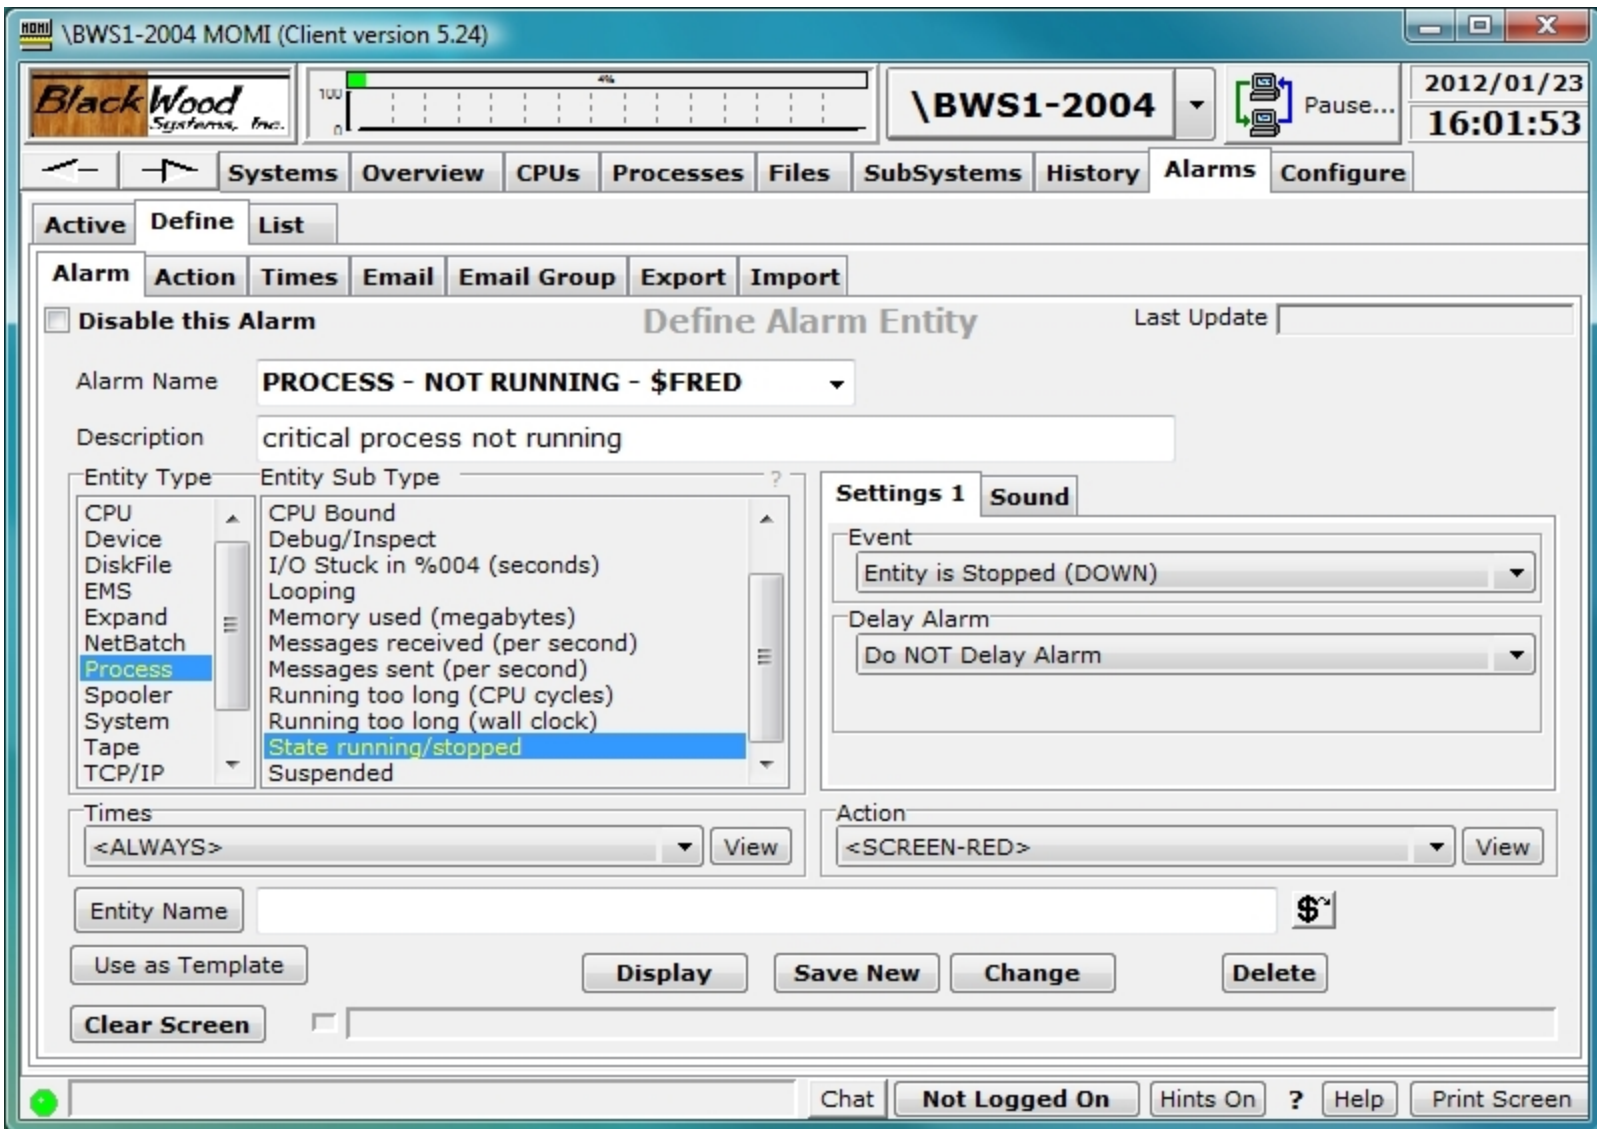 MOMI \BWS1-2004 MOMI (Client version 5.24)
BlackWood Systems, Inc.
4%
100
0
\BWS1-2004
Pause...
2012/01/23
16:01:53
Systems Overview CPUs Processes Files SubSystems History Alarms Configure
Active Define List
Alarm Action Times Email Email Group Export Import
Disable this Alarm
Define Alarm Entity
Last Update
Alarm Name PROCESS - NOT RUNNING - $FRED
Description critical process not running
Entity Type
CPU
Device
DiskFile
EMS
Expand
NetBatch
Process
Spooler
System
Tape
TCP/IP
Entity Sub Type ?
CPU Bound
Debug/Inspect
I/O Stuck in %004 (seconds)
Looping
Memory used (megabytes)
Messages received (per second)
Messages sent (per second)
Running too long (CPU cycles)
Running too long (wall clock)
State running/stopped
Suspended
Settings 1 Sound
Event
Entity is Stopped (DOWN)
Delay Alarm
Do NOT Delay Alarm
Times
<ALWAYS> View
Action
<SCREEN-RED> View
Entity Name $
Use as Template
Display Save New Change Delete
Clear Screen
Chat Not Logged On Hints On ? Help Print Screen